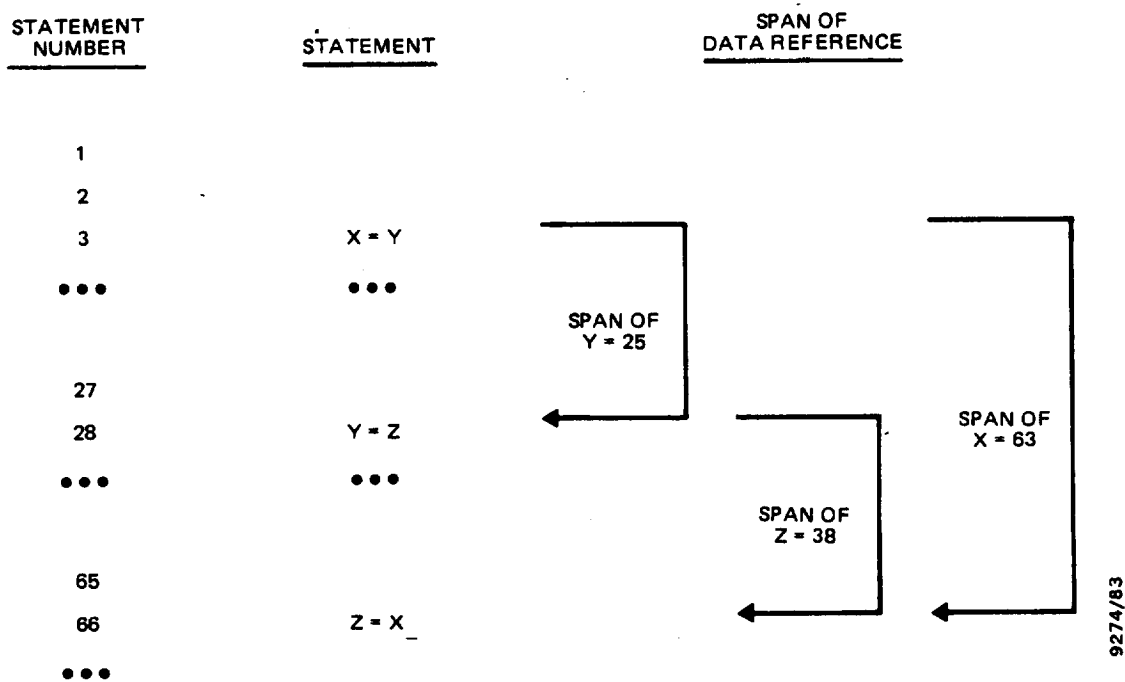 STATEMENT
NUMBER
STATEMENT
SPAN OF
DATA REFERENCE
1
2
3 X = Y
●●● ●●●
SPAN OF
Y = 25
27
28 Y = Z
●●● ●●●
SPAN OF
X = 63
SPAN OF
Z = 38
65
66 Z = X_
●●●
9274/83